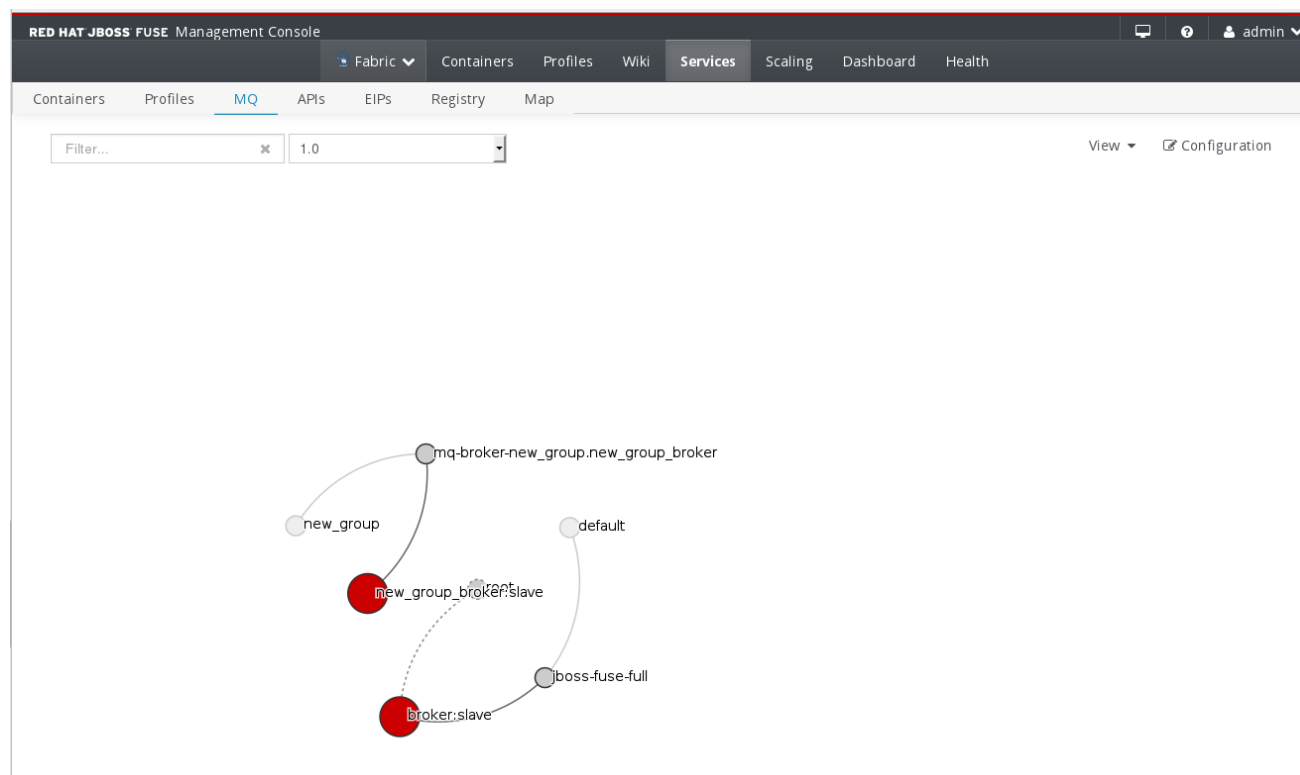 RED HAT JBOSS FUSE Management Console
admin
Fabric Containers Profiles Wiki Services Scaling Dashboard Health
Containers Profiles MQ APIs EIPs Registry Map
Filter... 1.0 View Configuration
mq-broker-new_group.new_group_broker
new_group
default
root
new_group_broker:slave
jboss-fuse-full
broker:slave